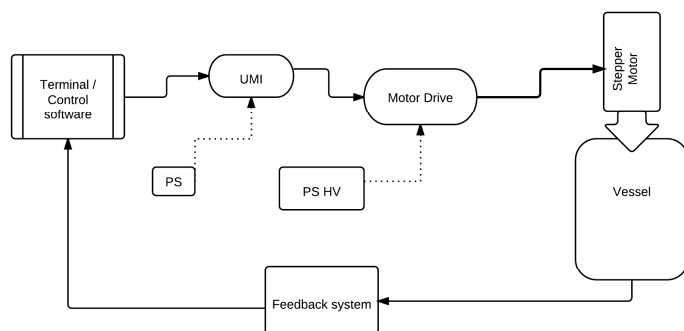 Terminal /
Control
software
UMI
Motor Drive
Stepper
Motor
PS
PS HV
Vessel
Feedback system